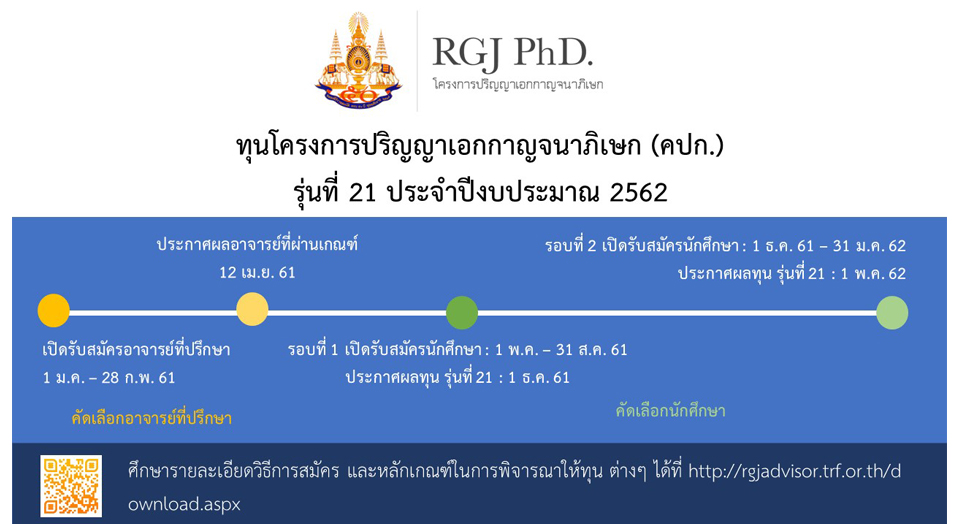 RGJ PhD.
โครงการปริญญาเอกกาญจนาภิเษก
ทุนโครงการปริญญาเอกกาญจนาภิเษก (คปก.)
รุ่นที่ 21 ประจำปีงบประมาณ 2562
ประกาศผลอาจารย์ที่ผ่านเกณฑ์
12 เม.ย. 61
รอบที่ 2 เปิดรับสมัครนักศึกษา : 1 ธ.ค. 61 – 31 ม.ค. 62
ประกาศผลทุน รุ่นที่ 21 : 1 พ.ค. 62
เปิดรับสมัครอาจารย์ที่ปรึกษา
1 ม.ค. – 28 ก.พ. 61
รอบที่ 1 เปิดรับสมัครนักศึกษา : 1 พ.ค. – 31 ส.ค. 61
ประกาศผลทุน รุ่นที่ 21 : 1 ธ.ค. 61
คัดเลือกอาจารย์ที่ปรึกษา
คัดเลือกนักศึกษา
ศึกษารายละเอียดวิธีการสมัคร และหลักเกณฑ์ในการพิจารณาให้ทุน ต่างๆ ได้ที่ http://rgjadvisor.trf.or.th/d
ownload.aspx